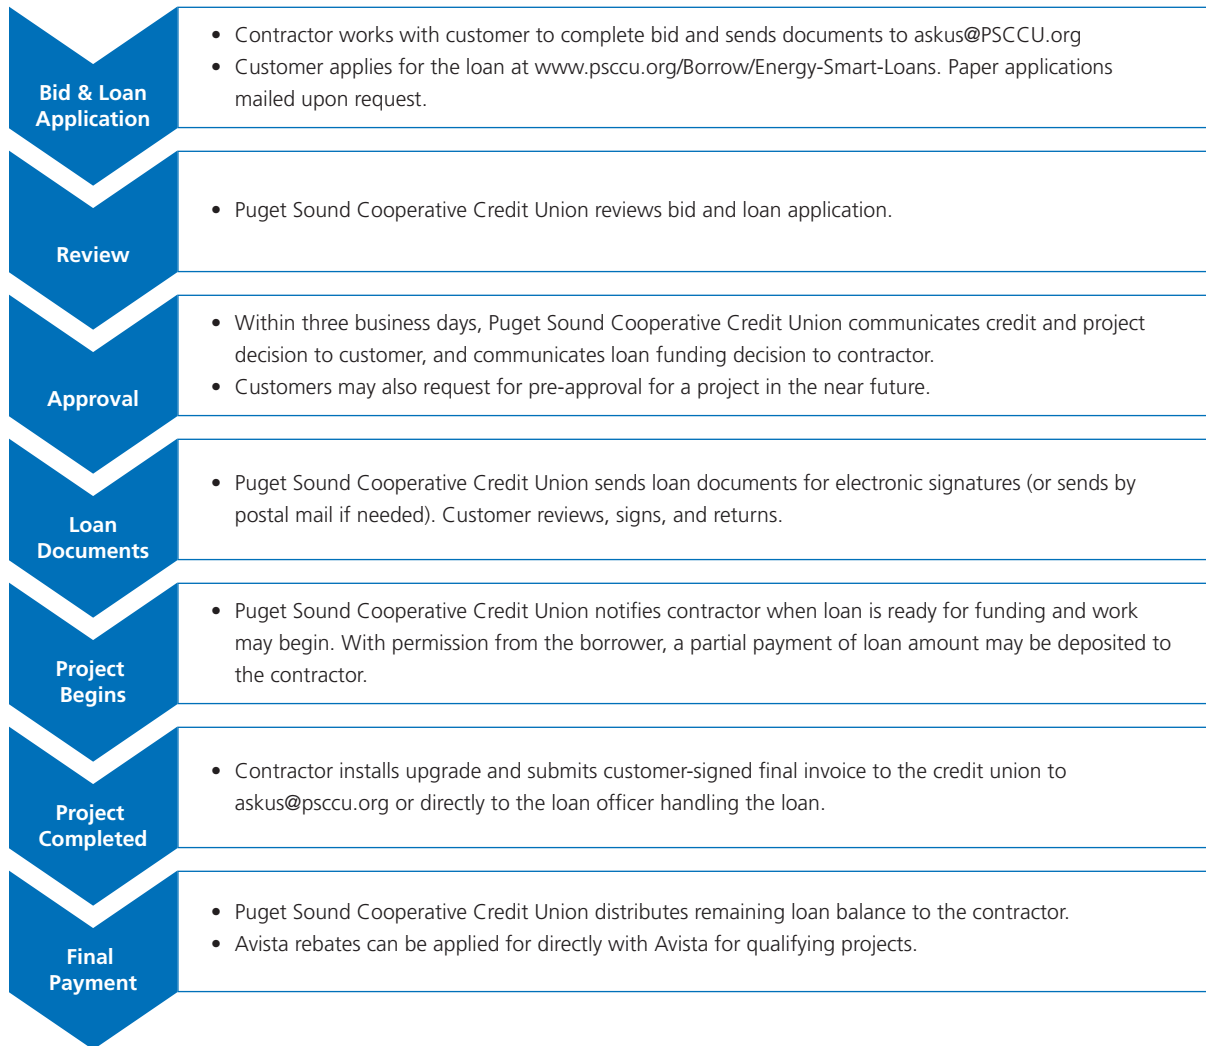 Bid & Loan
Application
• Contractor works with customer to complete bid and sends documents to askus@PSCCU.org
• Customer applies for the loan at www.psccu.org/Borrow/Energy-Smart-Loans. Paper applications
mailed upon request.
Review
• Puget Sound Cooperative Credit Union reviews bid and loan application.
Approval
• Within three business days, Puget Sound Cooperative Credit Union communicates credit and project
decision to customer, and communicates loan funding decision to contractor.
• Customers may also request for pre-approval for a project in the near future.
Loan
Documents
• Puget Sound Cooperative Credit Union sends loan documents for electronic signatures (or sends by
postal mail if needed). Customer reviews, signs, and returns.
Project
Begins
• Puget Sound Cooperative Credit Union notifies contractor when loan is ready for funding and work
may begin. With permission from the borrower, a partial payment of loan amount may be deposited to
the contractor.
Project
Completed
• Contractor installs upgrade and submits customer-signed final invoice to the credit union to
askus@psccu.org or directly to the loan officer handling the loan.
Final
Payment
• Puget Sound Cooperative Credit Union distributes remaining loan balance to the contractor.
• Avista rebates can be applied for directly with Avista for qualifying projects.